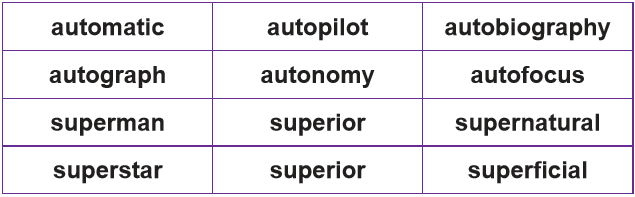 automatic autopilot autobiography
autograph autonomy autofocus
superman superior supernatural
superstar superior superficial